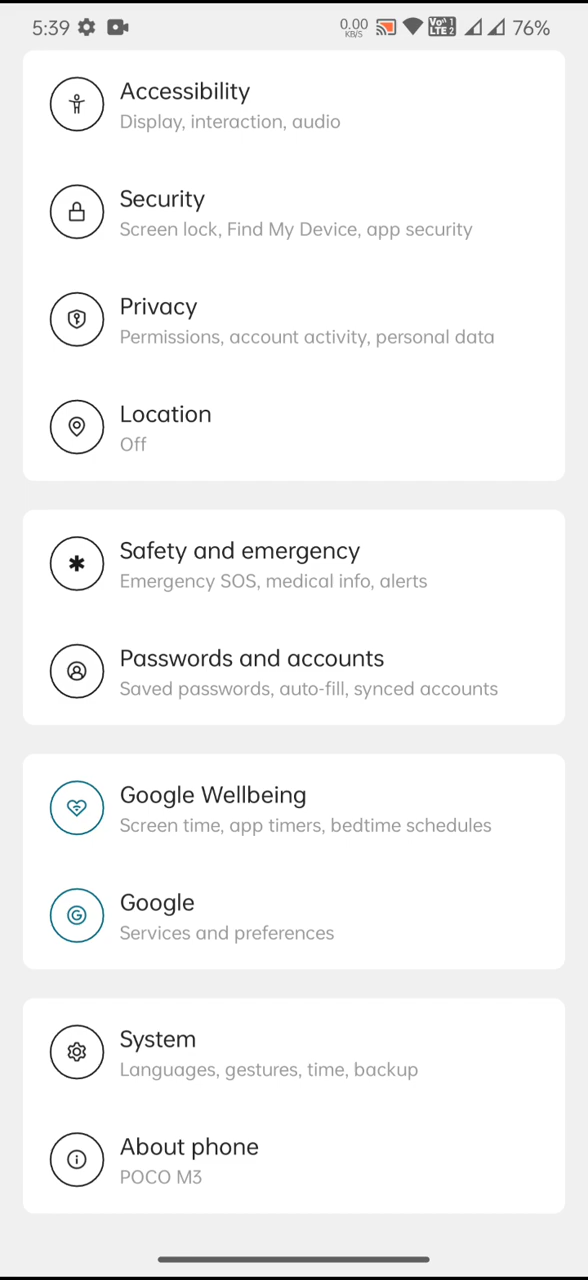 5:39 0.00 KB/S Vo 1 LTE 2 76%
Accessibility
Display, interaction, audio
Security
Screen lock, Find My Device, app security
Privacy
Permissions, account activity, personal data
Location
Off
Safety and emergency
Emergency SOS, medical info, alerts
Passwords and accounts
Saved passwords, auto-fill, synced accounts
Google Wellbeing
Screen time, app timers, bedtime schedules
Google
Services and preferences
System
Languages, gestures, time, backup
About phone
POCO M3